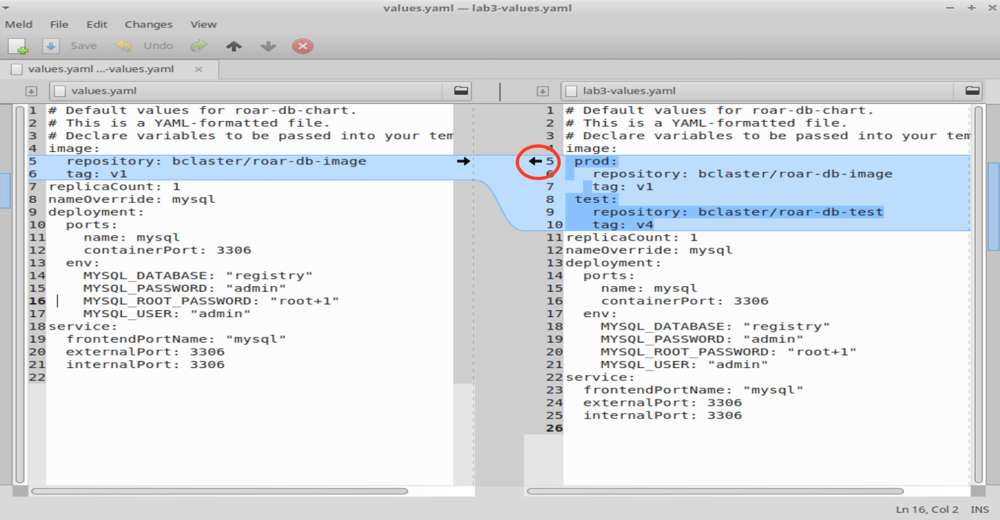 values.yaml — lab3-values.yaml
Meld File Edit Changes View
Save Undo
values.yaml ...-values.yaml
values.yaml
1 # Default values for roar-db-chart.
2 # This is a YAML-formatted file.
3 # Declare variables to be passed into your tem
4 image:
5   repository: bclaster/roar-db-image
6   tag: v1
7 replicaCount: 1
8 nameOverride: mysql
9 deployment:
10   ports:
11     name: mysql
12     containerPort: 3306
13   env:
14     MYSQL_DATABASE: "registry"
15     MYSQL_PASSWORD: "admin"
16     MYSQL_ROOT_PASSWORD: "root+1"
17     MYSQL_USER: "admin"
18 service:
19   frontendPortName: "mysql"
20   externalPort: 3306
21   internalPort: 3306
22
lab3-values.yaml
1 # Default values for roar-db-chart.
2 # This is a YAML-formatted file.
3 # Declare variables to be passed into your tem
4 image:
5  prod:
6    repository: bclaster/roar-db-image
7    tag: v1
8  test:
9    repository: bclaster/roar-db-test
10    tag: v4
11 replicaCount: 1
12 nameOverride: mysql
13 deployment:
14   ports:
15     name: mysql
16     containerPort: 3306
17   env:
18     MYSQL_DATABASE: "registry"
19     MYSQL_PASSWORD: "admin"
20     MYSQL_ROOT_PASSWORD: "root+1"
21     MYSQL_USER: "admin"
22 service:
23   frontendPortName: "mysql"
24   externalPort: 3306
25   internalPort: 3306
26
Ln 16, Col 2 INS